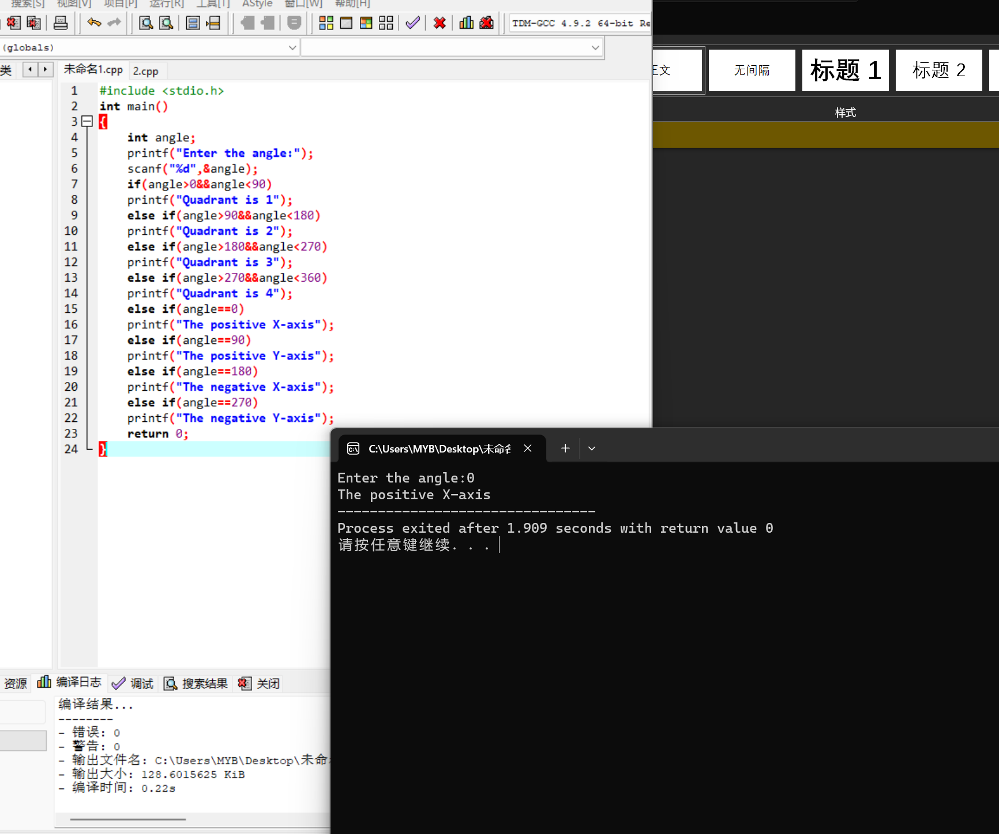 搜索[S] 视图[V] 项目[P] 运行[R] 工具[T] AStyle 窗口[W] 帮助[H]
TDM-GCC 4.9.2 64-bit Re
(globals)
类 未命名1.cpp 2.cpp
1 #include <stdio.h>
2 int main()
3 {
4 int angle;
5 printf("Enter the angle:");
6 scanf("%d",&angle);
7 if(angle>0&&angle<90)
8 printf("Quadrant is 1");
9 else if(angle>90&&angle<180)
10 printf("Quadrant is 2");
11 else if(angle>180&&angle<270)
12 printf("Quadrant is 3");
13 else if(angle>270&&angle<360)
14 printf("Quadrant is 4");
15 else if(angle==0)
16 printf("The positive X-axis");
17 else if(angle==90)
18 printf("The positive Y-axis");
19 else if(angle==180)
20 printf("The negative X-axis");
21 else if(angle==270)
22 printf("The negative Y-axis");
23 return 0;
24 }
正文 无间隔 标题 1 标题 2
样式
C:\Users\MYB\Desktop\未命名
Enter the angle:0
The positive X-axis
--------------------------------
Process exited after 1.909 seconds with return value 0
请按任意键继续. . .
资源 编译日志 调试 搜索结果 关闭
编译结果...
--------
- 错误: 0
- 警告: 0
- 输出文件名: C:\Users\MYB\Desktop\未命
- 输出大小: 128.6015625 KiB
- 编译时间: 0.22s